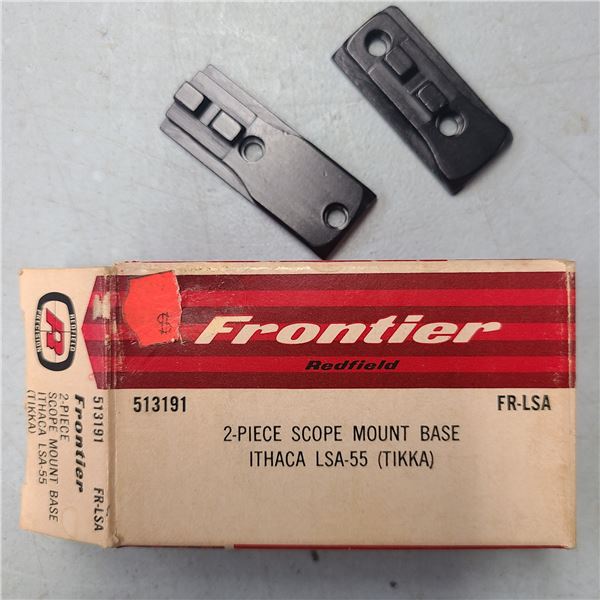 Frontier
Redfield
513191 FR-LSA
2-PIECE SCOPE MOUNT BASE
ITHACA LSA-55 (TIKKA)
REDFIELD
PRECISION
R
513191 FR-LSA
Frontier
2-PIECE
SCOPE MOUNT BASE
ITHACA LSA-55
(TIKKA)